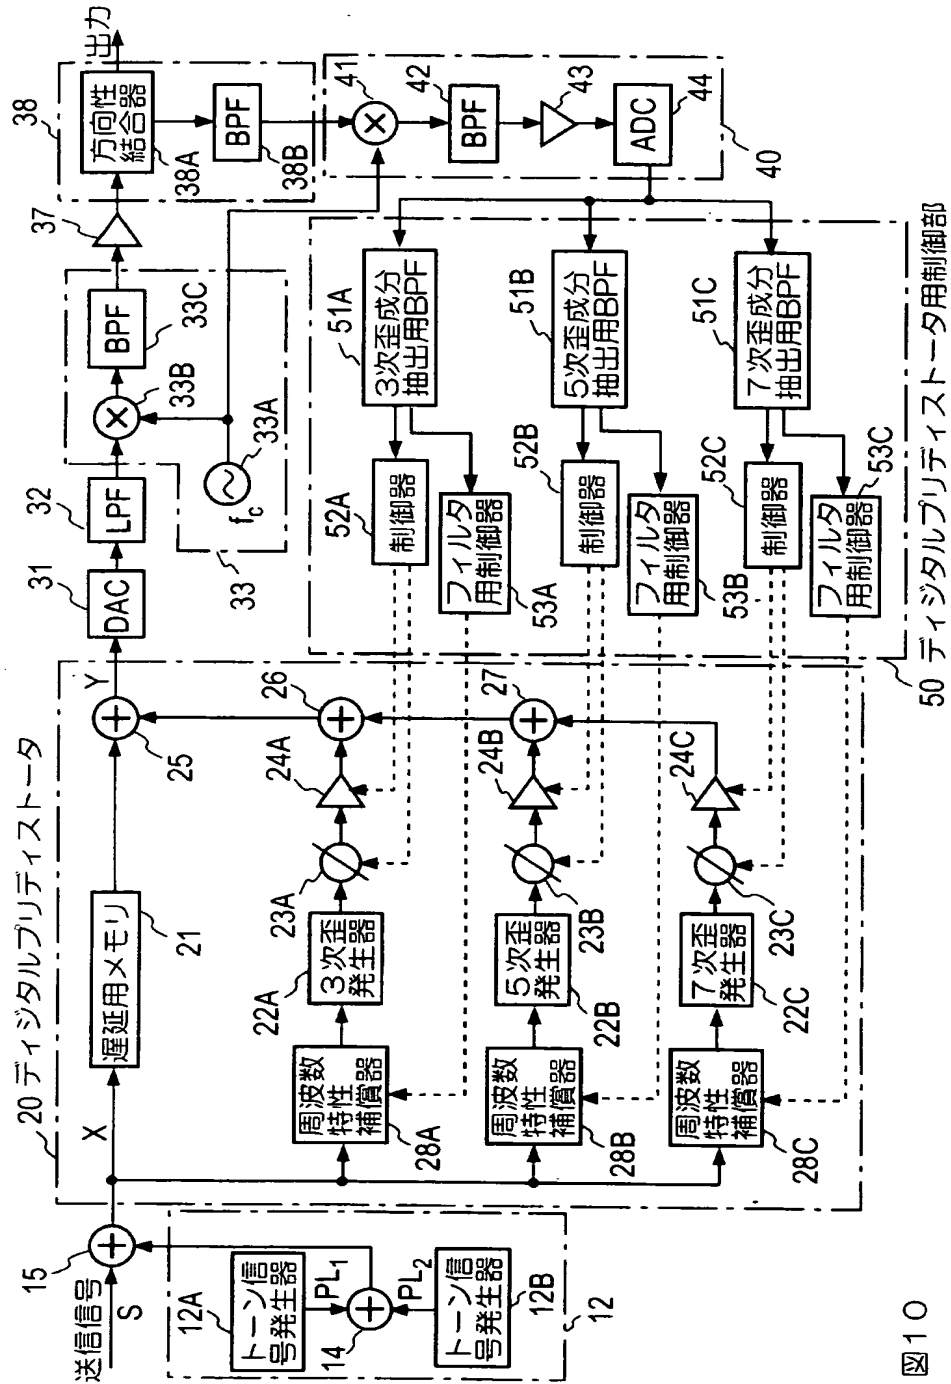 20 ディジタルプリディストータ
送信信号
S
15
X
遅延用メモリ
21
25
Y
31
DAC
32
LPF
33
33A
fc
33B
BPF
33C
37
38
方向性
結合器
38A
BPF
38B
出力
41
42
BPF
43
ADC
44
40
12A
トーン信
号発生器
PL1
14
PL2
トーン信
号発生器
12B
12
周波数
特性
補償器
28A
22A
3次歪
発生器
23A
24A
26
周波数
特性
補償器
28B
5次歪
発生器
22B
23B
24B
27
周波数
特性
補償器
28C
7次歪
発生器
22C
23C
24C
51A
3次歪成分
抽出用BPF
52A
制御器
フィルタ
用制御器
53A
51B
5次歪成分
抽出用BPF
52B
制御器
フィルタ
用制御器
53B
51C
7次歪成分
抽出用BPF
52C
制御器
フィルタ
用制御器
53C
50 ディジタルプリディストータ用制御部
図10